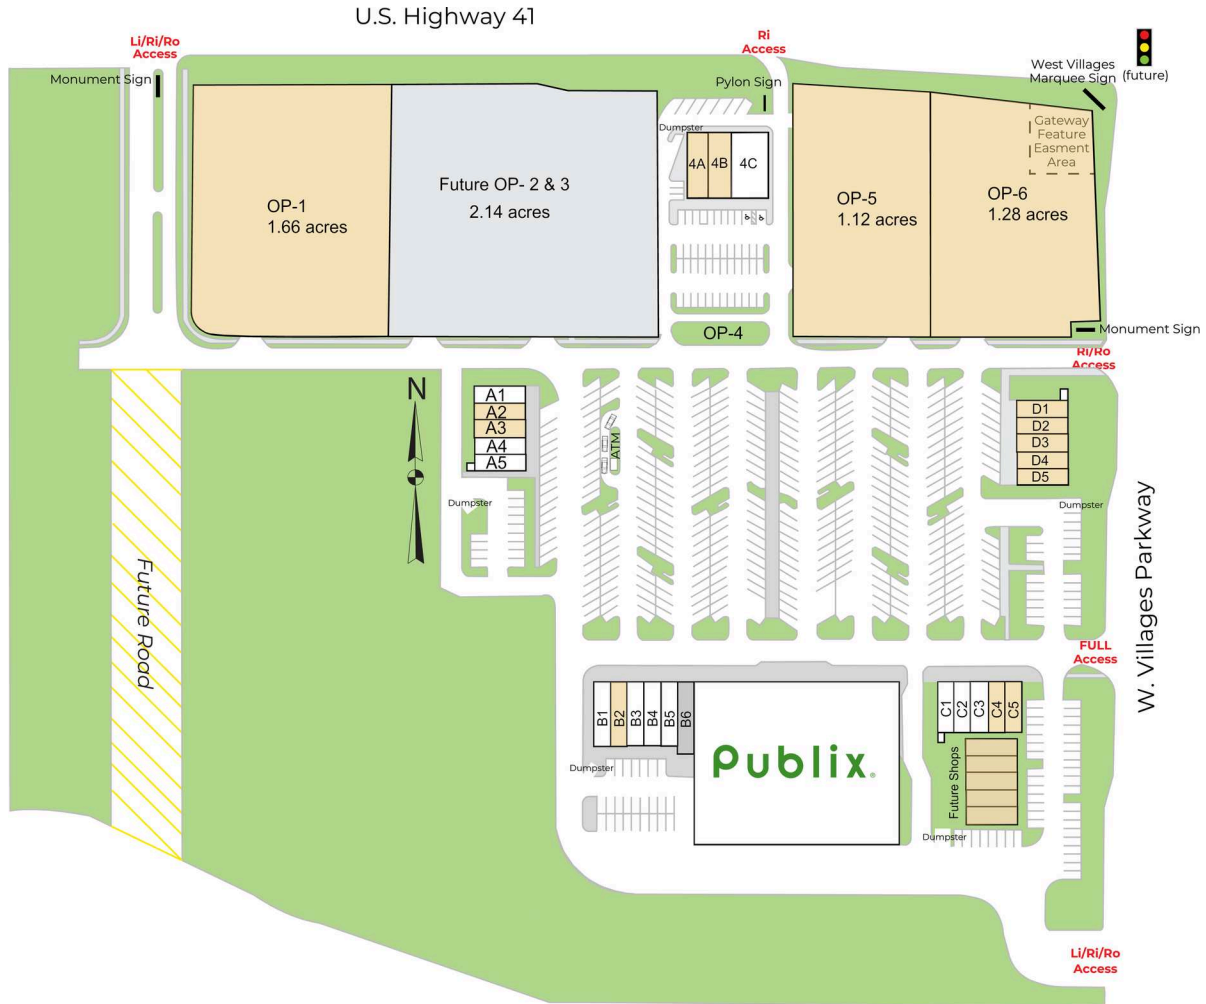 U.S. Highway 41
Li/Ri/Ro
Access
Monument Sign
Ri
Access
Pylon Sign
West Villages
Marquee Sign
(future)
Gateway
Feature
Easment
Area
Dumpster
4A
4B
4C
OP-1
1.66 acres
Future OP- 2 & 3
2.14 acres
OP-5
1.12 acres
OP-6
1.28 acres
OP-4
Monument Sign
Ri/Ro
Access
N
A1
A2
A3
A4
A5
Dumpster
ATM
D1
D2
D3
D4
D5
Dumpster
W. Villages Parkway
Future Road
FULL
Access
B1
B2
B3
B4
B5
B6
Dumpster
Publix
C1
C2
C3
C4
C5
Future Shops
Dumpster
Li/Ri/Ro
Access